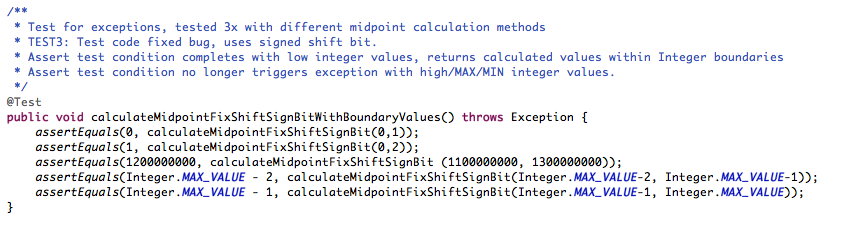 /**
 * Test for exceptions, tested 3x with different midpoint calculation methods
 * TEST3: Test code fixed bug, uses signed shift bit.
 * Assert test condition completes with low integer values, returns calculated values within Integer boundaries
 * Assert test condition no longer triggers exception with high/MAX/MIN integer values.
 */
@Test
public void calculateMidpointFixShiftSignBitWithBoundaryValues() throws Exception {
    assertEquals(0, calculateMidpointFixShiftSignBit(0,1));
    assertEquals(1, calculateMidpointFixShiftSignBit(0,2));
    assertEquals(1200000000, calculateMidpointFixShiftSignBit (1100000000, 1300000000));
    assertEquals(Integer.MAX_VALUE - 2, calculateMidpointFixShiftSignBit(Integer.MAX_VALUE-2, Integer.MAX_VALUE-1));
    assertEquals(Integer.MAX_VALUE - 1, calculateMidpointFixShiftSignBit(Integer.MAX_VALUE-1, Integer.MAX_VALUE));
}